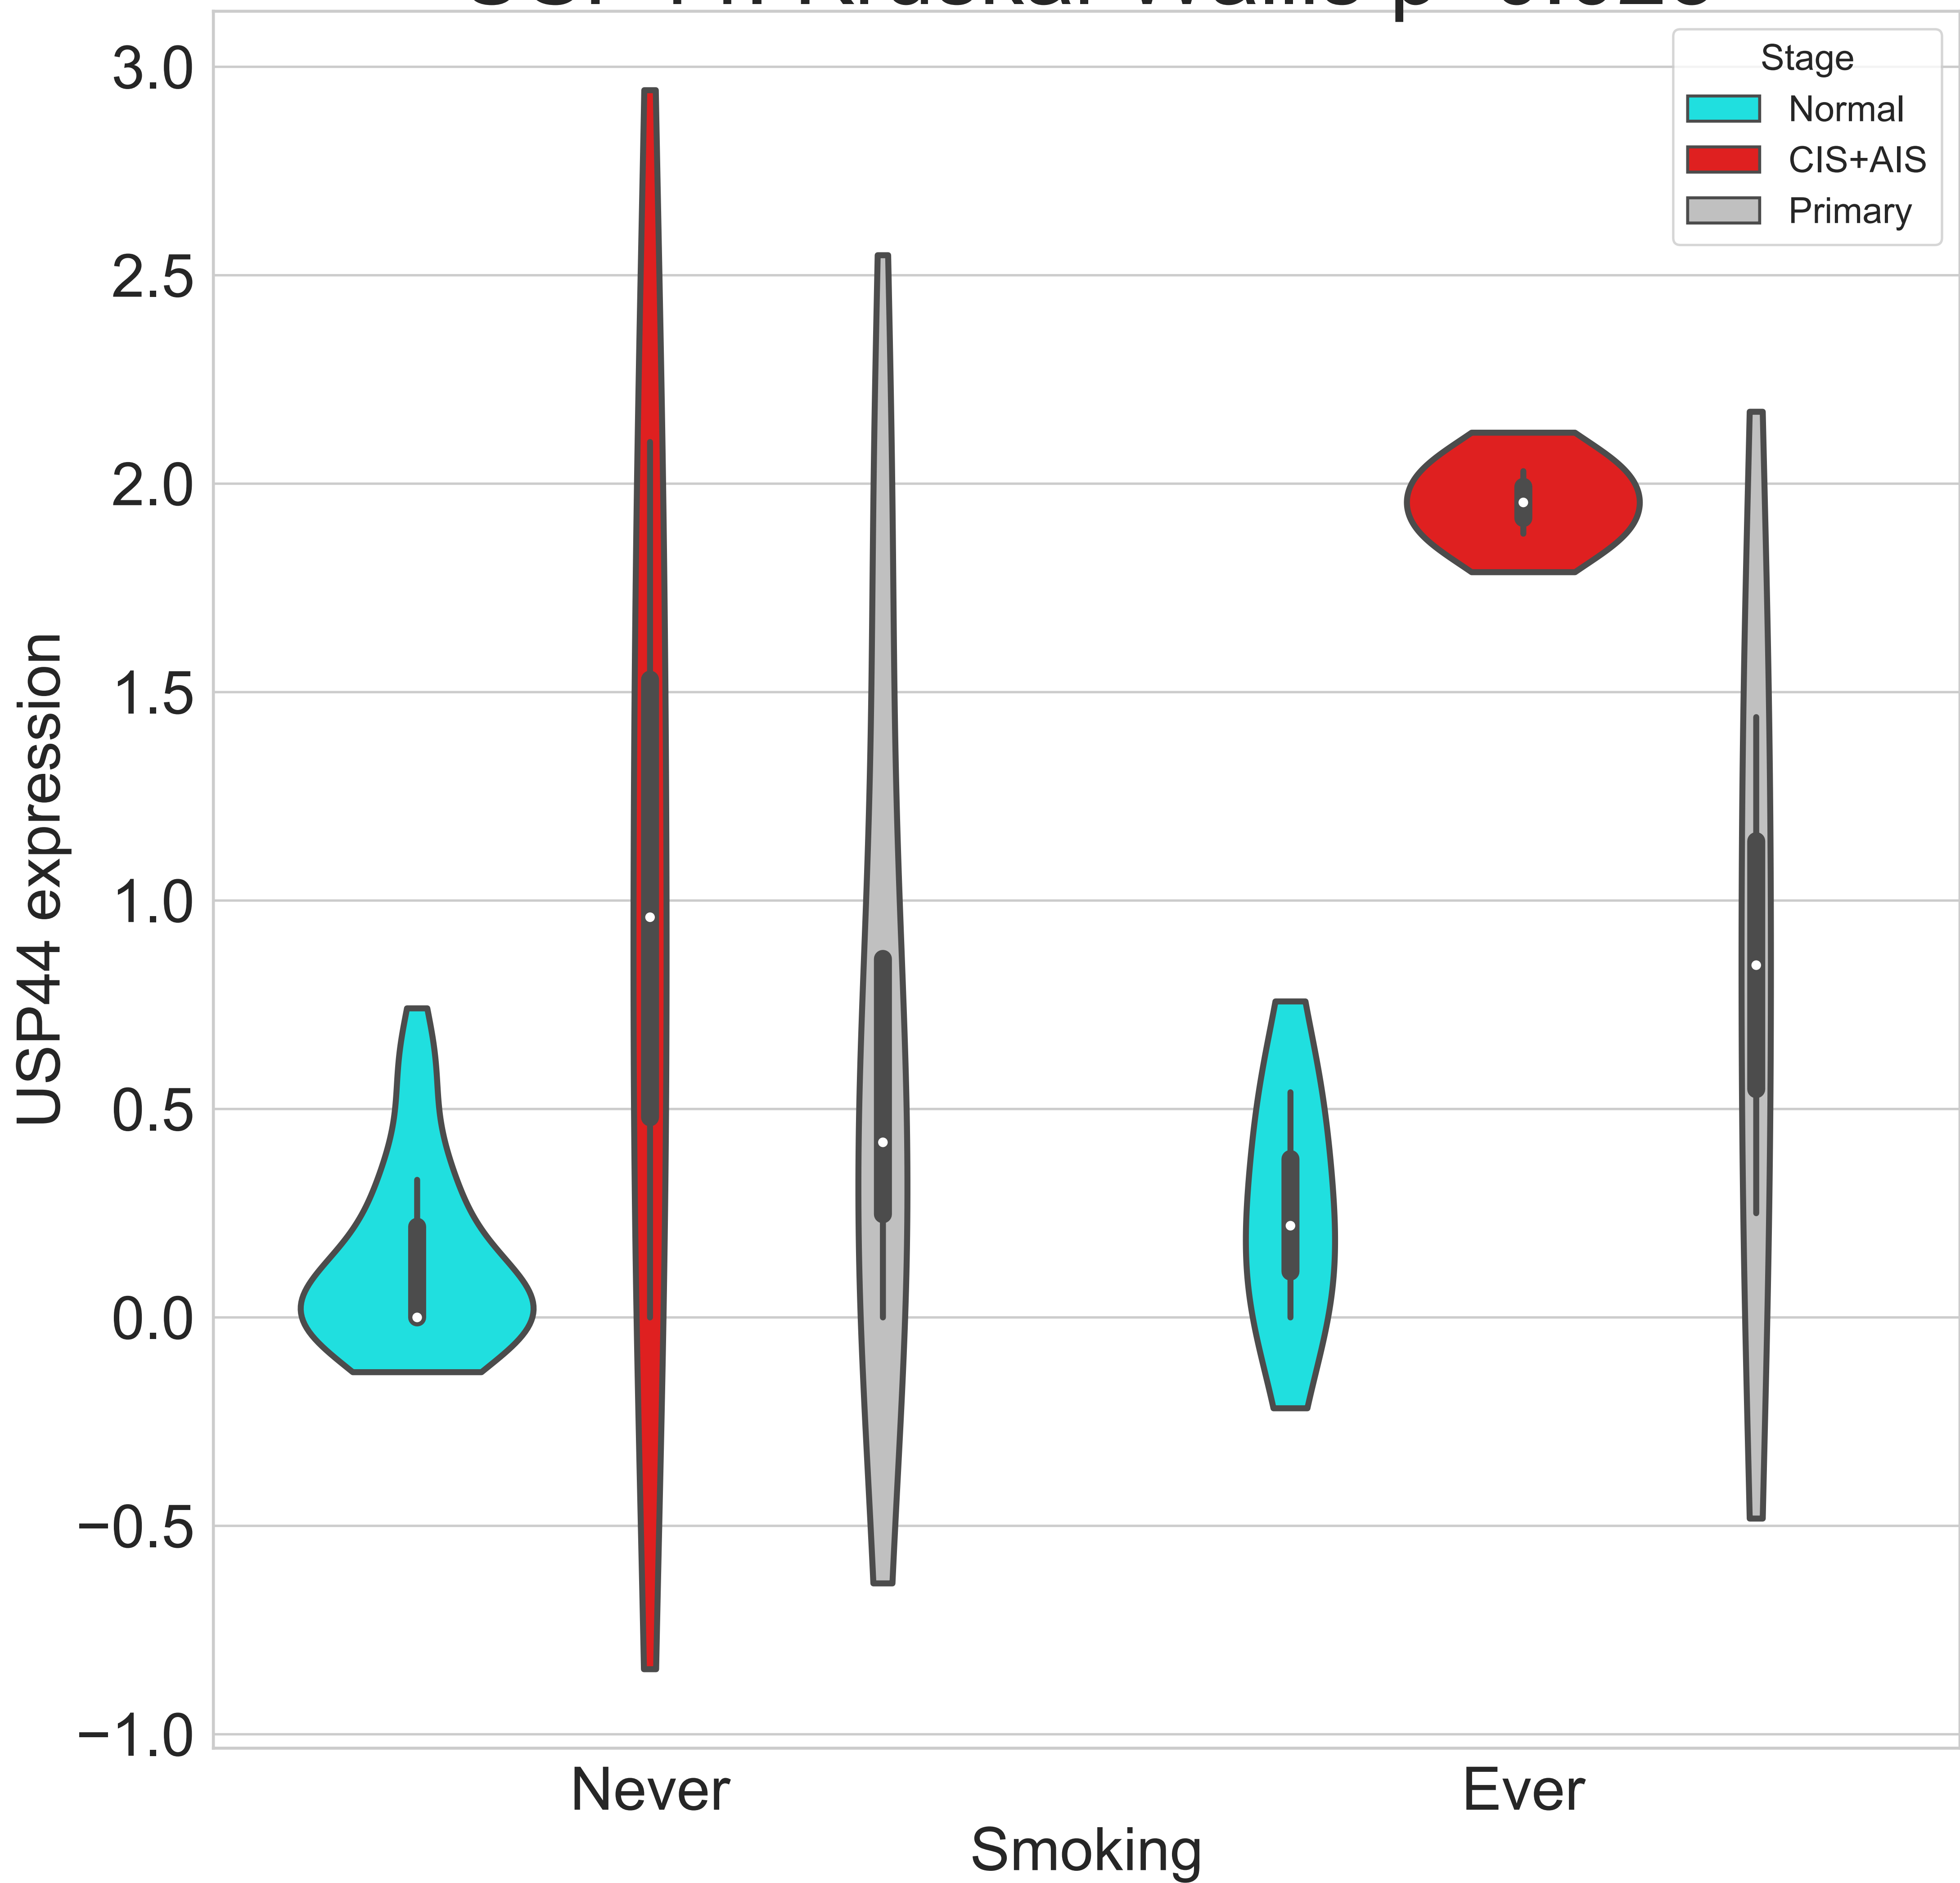 Stage
Normal
CIS+AIS
Primary
3.0
2.5
2.0
1.5
1.0
0.5
0.0
−0.5
−1.0
USP44 expression
Never
Ever
Smoking